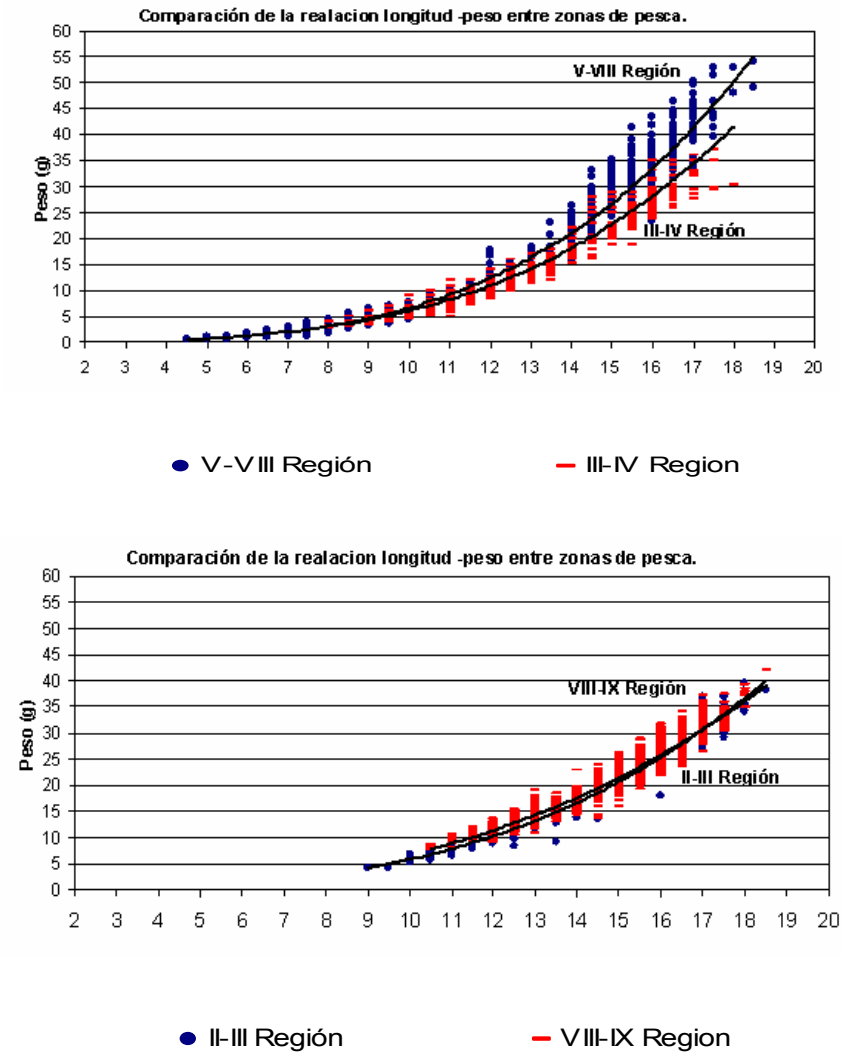 Comparación de la realacion longitud -peso entre zonas de pesca.
60
55
50
45
40
35
30
25
20
15
10
5
0
Peso (g)
V-VIII Región
III-IV Región
2 3 4 5 6 7 8 9 10 11 12 13 14 15 16 17 18 19 20
V-VIII Región III-IV Region
Comparación de la realacion longitud -peso entre zonas de pesca.
60
55
50
45
40
35
30
25
20
15
10
5
0
Peso (g)
VIII-IX Región
II-III Región
2 3 4 5 6 7 8 9 10 11 12 13 14 15 16 17 18 19 20
II-III Región VIII-IX Region